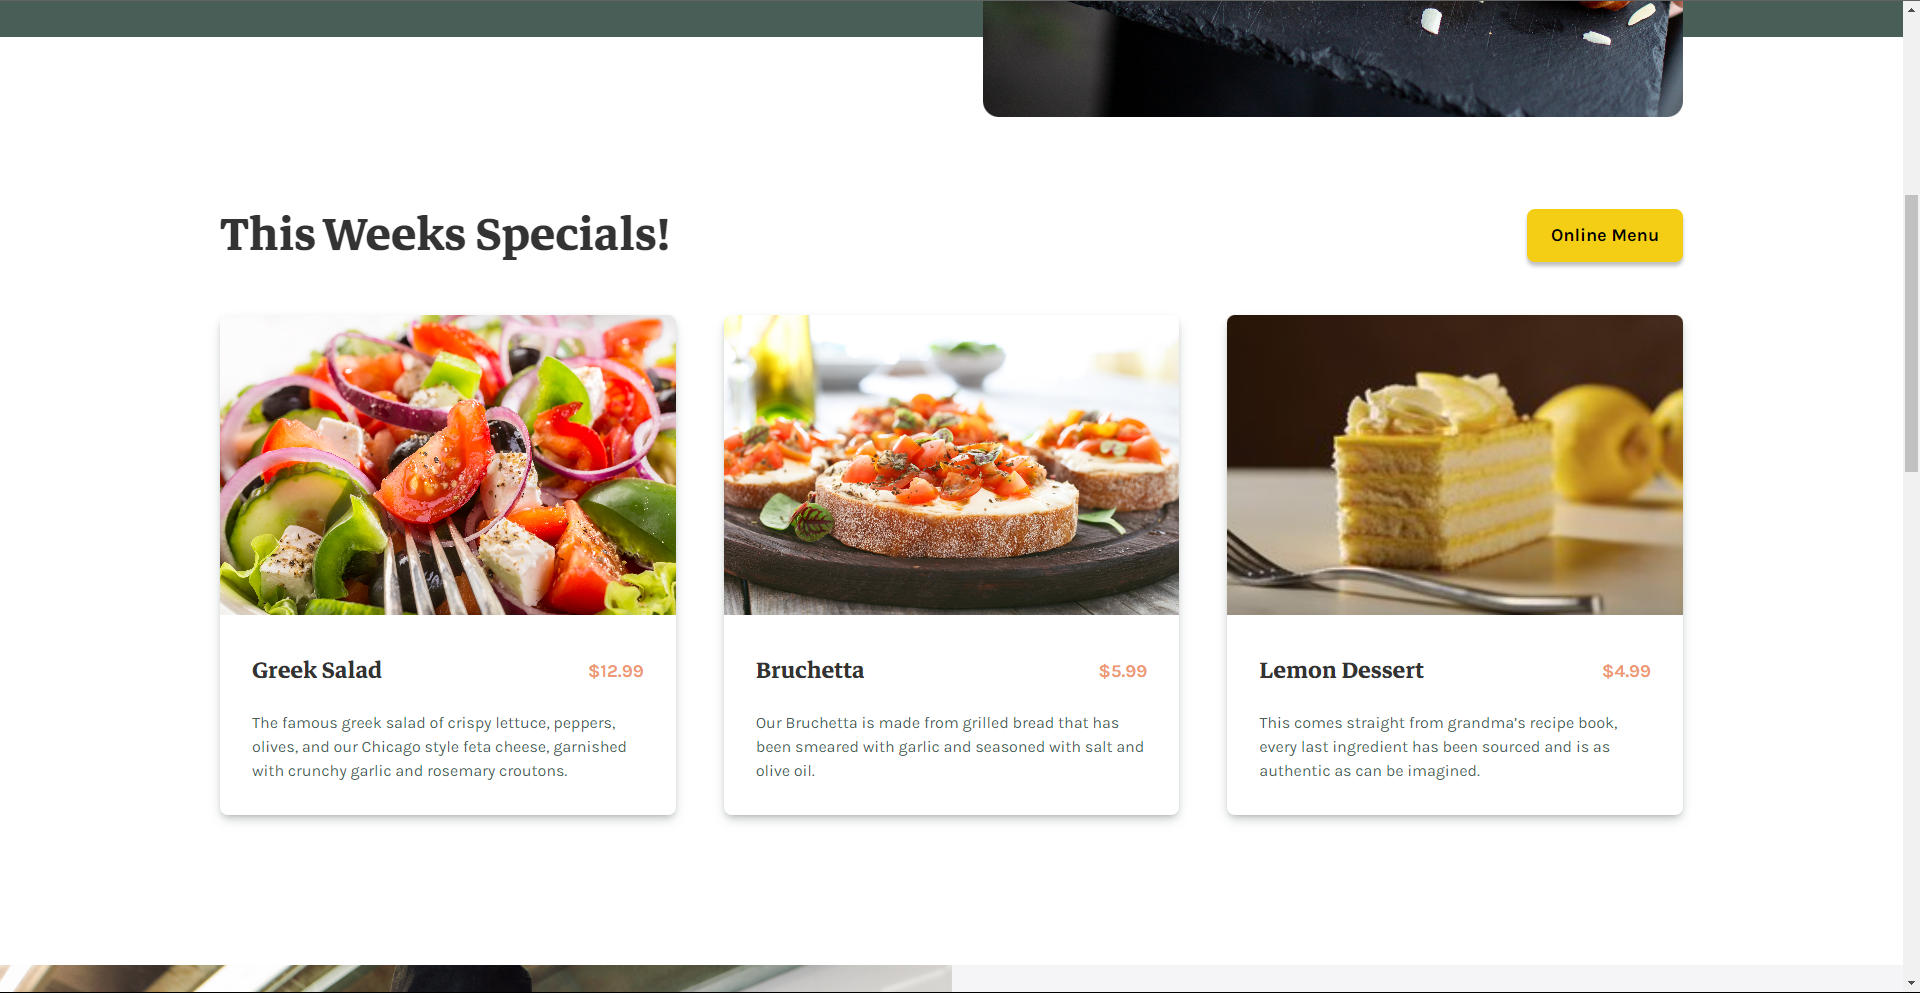 This Weeks Specials!
Online Menu
Greek Salad
$12.99
The famous greek salad of crispy lettuce, peppers,
olives, and our Chicago style feta cheese, garnished
with crunchy garlic and rosemary croutons.
Bruchetta
$5.99
Our Bruchetta is made from grilled bread that has
been smeared with garlic and seasoned with salt and
olive oil.
Lemon Dessert
$4.99
This comes straight from grandma's recipe book,
every last ingredient has been sourced and is as
authentic as can be imagined.